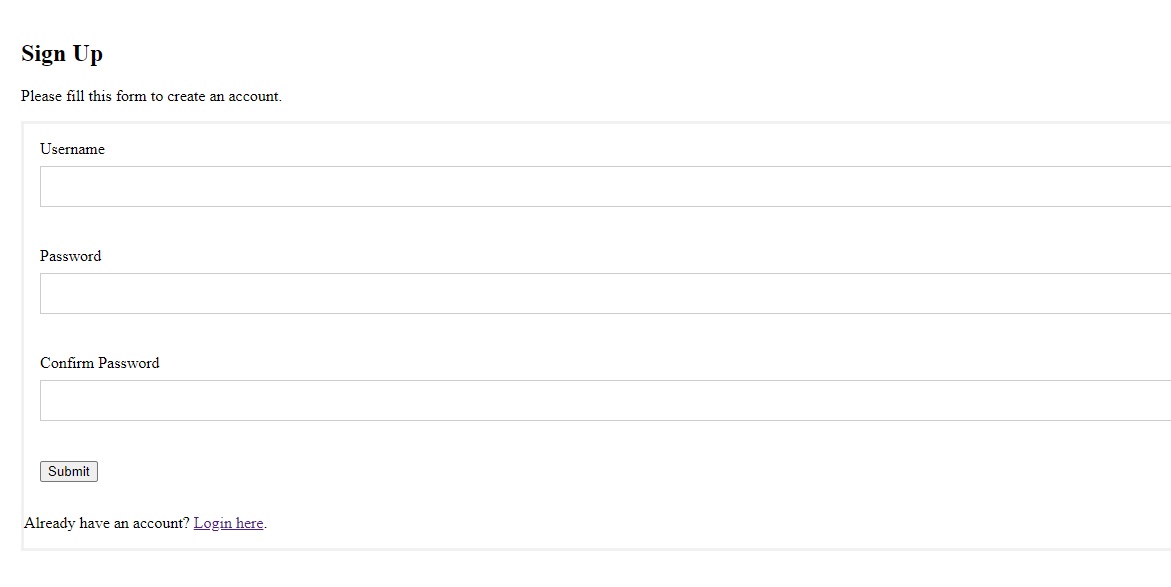 Sign Up
Please fill this form to create an account.
Username
Password
Confirm Password
Submit
Already have an account? Login here.